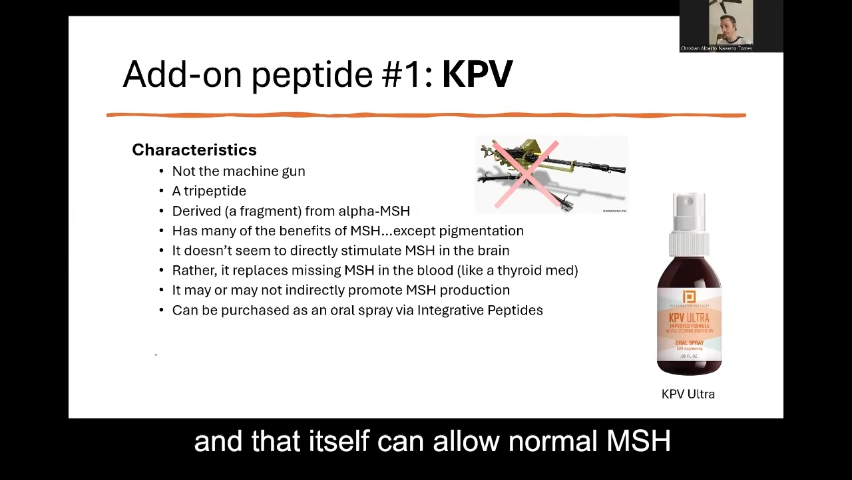 Christian Alberto Navarro Torres
Add-on peptide #1: KPV
Characteristics
• Not the machine gun
• A tripeptide
• Derived (a fragment) from alpha-MSH
• Has many of the benefits of MSH...except pigmentation
• It doesn't seem to directly stimulate MSH in the brain
• Rather, it replaces missing MSH in the blood (like a thyroid med)
• It may or may not indirectly promote MSH production
• Can be purchased as an oral spray via Integrative Peptides
KPV ULTRA
ORAL SPRAY
KPV Ultra
and that itself can allow normal MSH